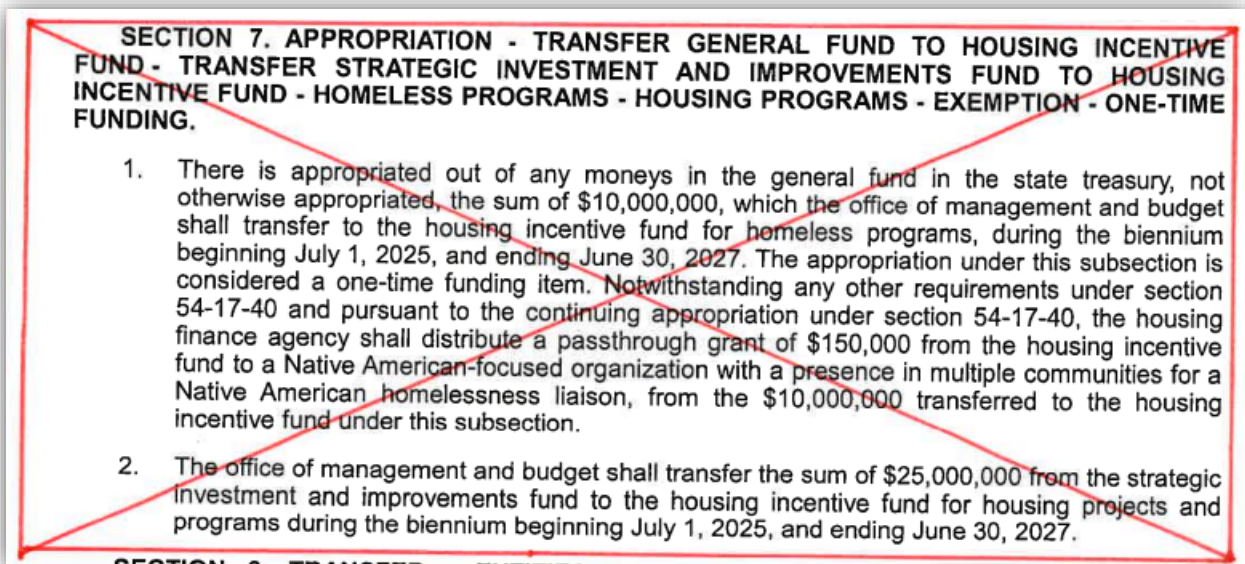 SECTION 7. APPROPRIATION - TRANSFER GENERAL FUND TO HOUSING INCENTIVE
FUND - TRANSFER STRATEGIC INVESTMENT AND IMPROVEMENTS FUND TO HOUSING
INCENTIVE FUND - HOMELESS PROGRAMS - HOUSING PROGRAMS - EXEMPTION - ONE-TIME
FUNDING.
1. There is appropriated out of any moneys in the general fund in the state treasury, not
otherwise appropriated, the sum of $10,000,000, which the office of management and budget
shall transfer to the housing incentive fund for homeless programs, during the biennium
beginning July 1, 2025, and ending June 30, 2027. The appropriation under this subsection is
considered a one-time funding item. Notwithstanding any other requirements under section
54-17-40 and pursuant to the continuing appropriation under section 54-17-40, the housing
finance agency shall distribute a passthrough grant of $150,000 from the housing incentive
fund to a Native American-focused organization with a presence in multiple communities for a
Native American homelessness liaison, from the $10,000,000 transferred to the housing
incentive fund under this subsection.
2. The office of management and budget shall transfer the sum of $25,000,000 from the strategic
investment and improvements fund to the housing incentive fund for housing projects and
programs during the biennium beginning July 1, 2025, and ending June 30, 2027.